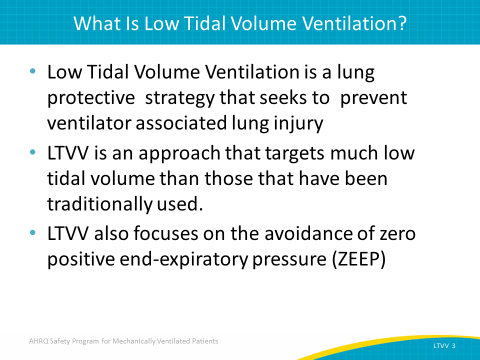 What Is Low Tidal Volume Ventilation?
• Low Tidal Volume Ventilation is a lung
protective strategy that seeks to prevent
ventilator associated lung injury
• LTVV is an approach that targets much low
tidal volume than those that have been
traditionally used.
• LTVV also focuses on the avoidance of zero
positive end-expiratory pressure (ZEEP)
AHRQ Safety Program for Mechanically Ventilated Patients
LTVV 3